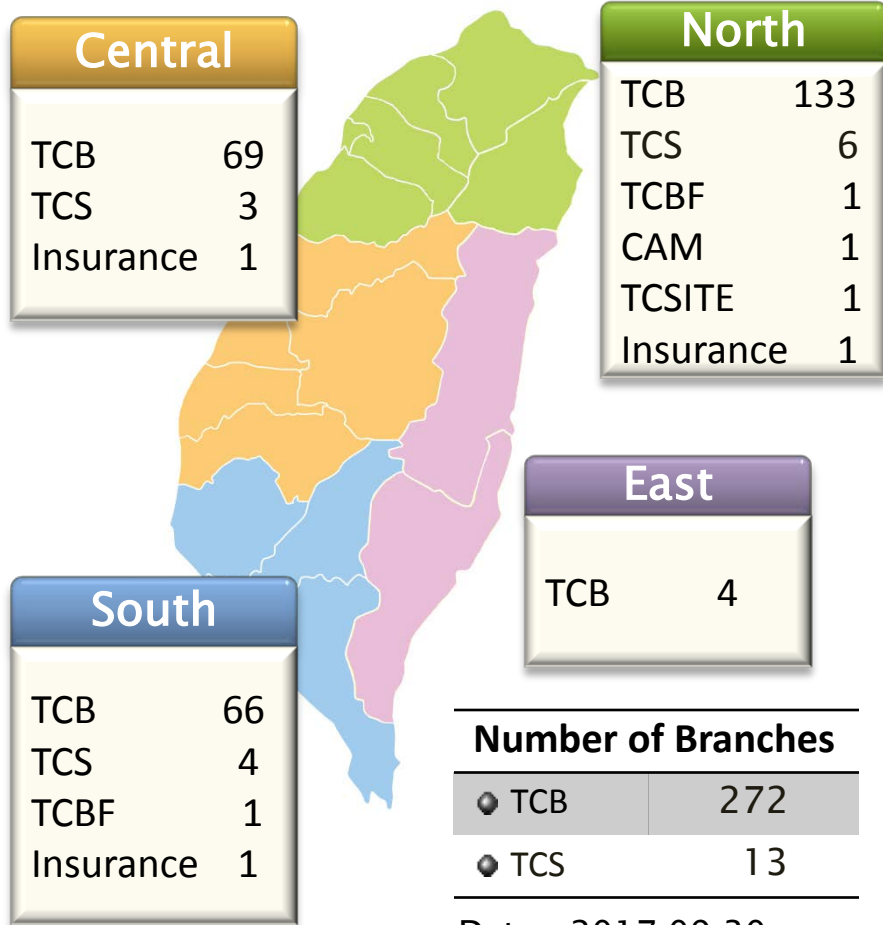 Central
TCB 69
TCS 3
Insurance 1
North
TCB 133
TCS 6
TCBF 1
CAM 1
TCSITE 1
Insurance 1
East
TCB 4
South
TCB 66
TCS 4
TCBF 1
Insurance 1
Number of Branches
TCB 272
TCS 13